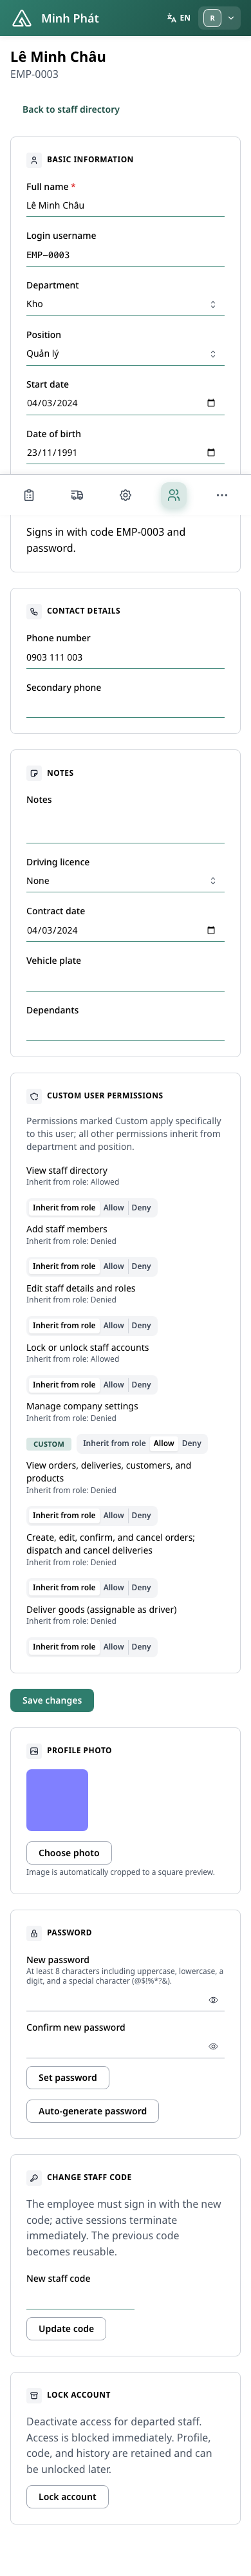 Minh Phát
EN
R
Lê Minh Châu
EMP-0003
Back to staff directory
BASIC INFORMATION
Full name *
Lê Minh Châu
Login username
EMP-0003
Department
Kho
Position
Quản lý
Start date
04/03/2024
Date of birth
23/11/1991
Signs in with code EMP-0003 and
password.
CONTACT DETAILS
Phone number
0903 111 003
Secondary phone
NOTES
Notes
Driving licence
None
Contract date
04/03/2024
Vehicle plate
Dependants
CUSTOM USER PERMISSIONS
Permissions marked Custom apply specifically
to this user; all other permissions inherit from
department and position.
View staff directory
Inherit from role: Allowed
Inherit from role Allow Deny
Add staff members
Inherit from role: Denied
Inherit from role Allow Deny
Edit staff details and roles
Inherit from role: Denied
Inherit from role Allow Deny
Lock or unlock staff accounts
Inherit from role: Allowed
Inherit from role Allow Deny
Manage company settings
Inherit from role: Denied
CUSTOM Inherit from role Allow Deny
View orders, deliveries, customers, and
products
Inherit from role: Denied
Inherit from role Allow Deny
Create, edit, confirm, and cancel orders;
dispatch and cancel deliveries
Inherit from role: Denied
Inherit from role Allow Deny
Deliver goods (assignable as driver)
Inherit from role: Denied
Inherit from role Allow Deny
Save changes
PROFILE PHOTO
Choose photo
Image is automatically cropped to a square preview.
PASSWORD
New password
At least 8 characters including uppercase, lowercase, a
digit, and a special character (@$!%*?&).
Confirm new password
Set password
Auto-generate password
CHANGE STAFF CODE
The employee must sign in with the new
code; active sessions terminate
immediately. The previous code
becomes reusable.
New staff code
Update code
LOCK ACCOUNT
Deactivate access for departed staff.
Access is blocked immediately. Profile,
code, and history are retained and can
be unlocked later.
Lock account